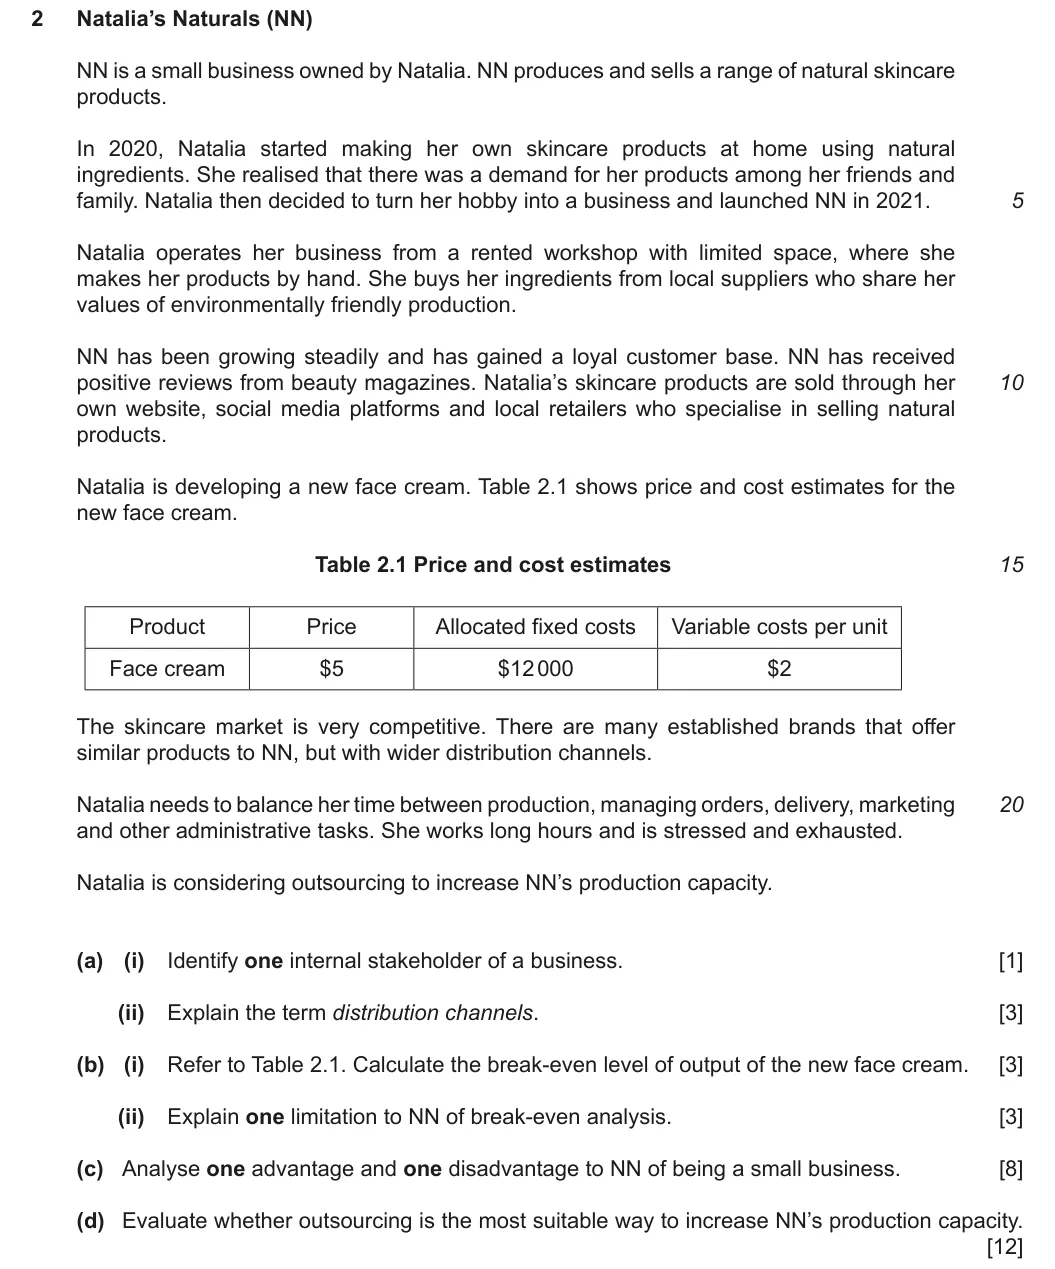 2 Natalia's Naturals (NN)
NN is a small business owned by Natalia. NN produces and sells a range of natural skincare
products.
In 2020, Natalia started making her own skincare products at home using natural
ingredients. She realised that there was a demand for her products among her friends and
family. Natalia then decided to turn her hobby into a business and launched NN in 2021. 5
Natalia operates her business from a rented workshop with limited space, where she
makes her products by hand. She buys her ingredients from local suppliers who share her
values of environmentally friendly production.
NN has been growing steadily and has gained a loyal customer base. NN has received
positive reviews from beauty magazines. Natalia's skincare products are sold through her 10
own website, social media platforms and local retailers who specialise in selling natural
products.
Natalia is developing a new face cream. Table 2.1 shows price and cost estimates for the
new face cream.
Table 2.1 Price and cost estimates 15
Product Price Allocated fixed costs Variable costs per unit
Face cream $5 $12 000 $2
The skincare market is very competitive. There are many established brands that offer
similar products to NN, but with wider distribution channels.
Natalia needs to balance her time between production, managing orders, delivery, marketing 20
and other administrative tasks. She works long hours and is stressed and exhausted.
Natalia is considering outsourcing to increase NN's production capacity.
(a) (i) Identify one internal stakeholder of a business. [1]
(ii) Explain the term distribution channels. [3]
(b) (i) Refer to Table 2.1. Calculate the break-even level of output of the new face cream. [3]
(ii) Explain one limitation to NN of break-even analysis. [3]
(c) Analyse one advantage and one disadvantage to NN of being a small business. [8]
(d) Evaluate whether outsourcing is the most suitable way to increase NN's production capacity.
[12]